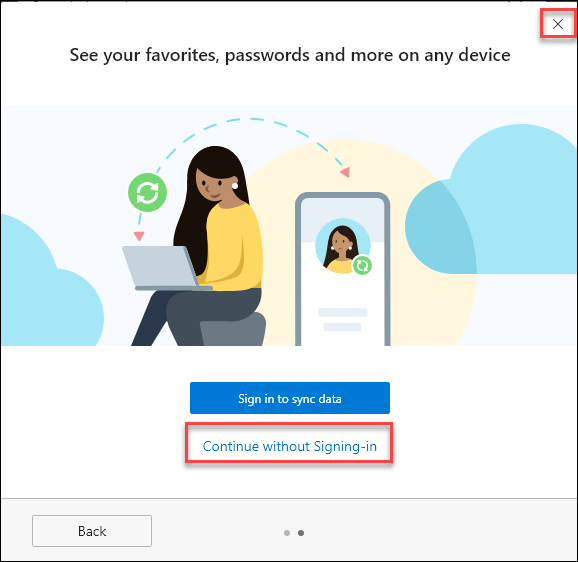 See your favorites, passwords and more on any device
Sign in to sync data
Continue without Signing-in
Back